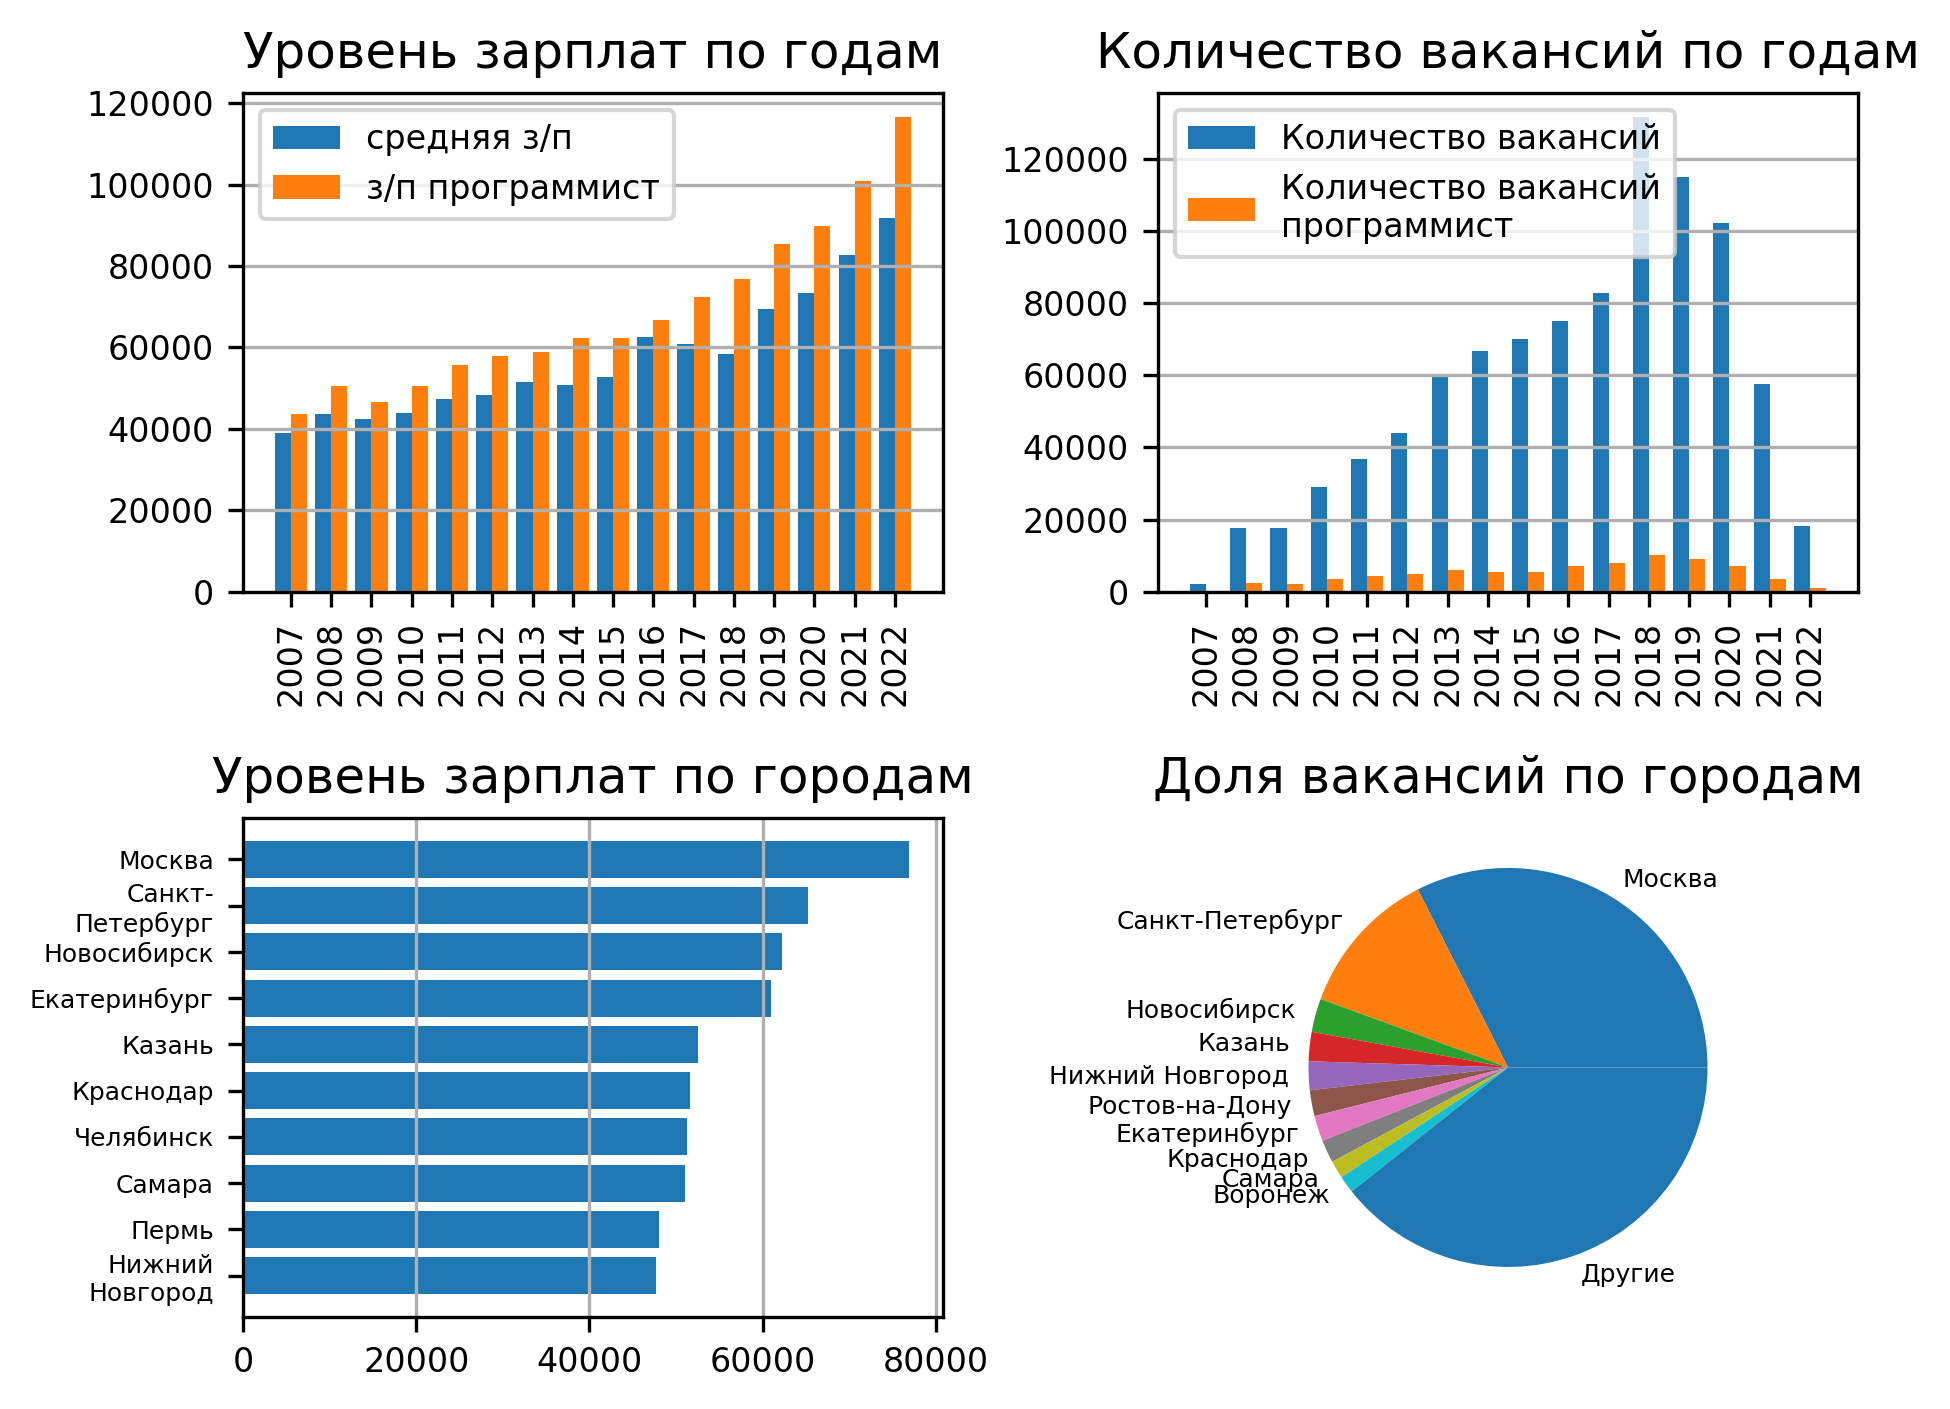 Уровень зарплат по годам
120000
100000
80000
60000
40000
20000
0
средняя з/п
з/п программист
2007
2008
2009
2010
2011
2012
2013
2014
2015
2016
2017
2018
2019
2020
2021
2022
Количество вакансий по годам
120000
100000
80000
60000
40000
20000
0
Количество вакансий
Количество вакансий
программист
2007
2008
2009
2010
2011
2012
2013
2014
2015
2016
2017
2018
2019
2020
2021
2022
Уровень зарплат по городам
Москва
Санкт-
Петербург
Новосибирск
Екатеринбург
Казань
Краснодар
Челябинск
Самара
Пермь
Нижний
Новгород
0
20000
40000
60000
80000
Доля вакансий по городам
Москва
Санкт-Петербург
Новосибирск
Казань
Нижний Новгород
Ростов-на-Дону
Екатеринбург
Краснодар
Самара
Воронеж
Другие